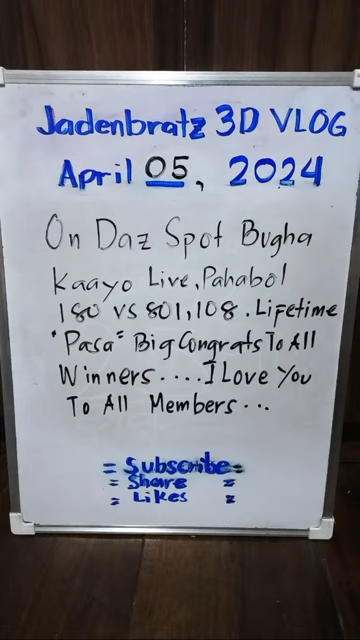 Jadenbratz 3D VLOG
April 05, 2024
On Daz Spot Bugha
Kaayo Live, Pahabol
180 vs 801,108. Lifetime
"Pasa" Big Congrats To All
Winners.... I Love You
To All Members...
= Subscribe =
= Share =
= Likes =